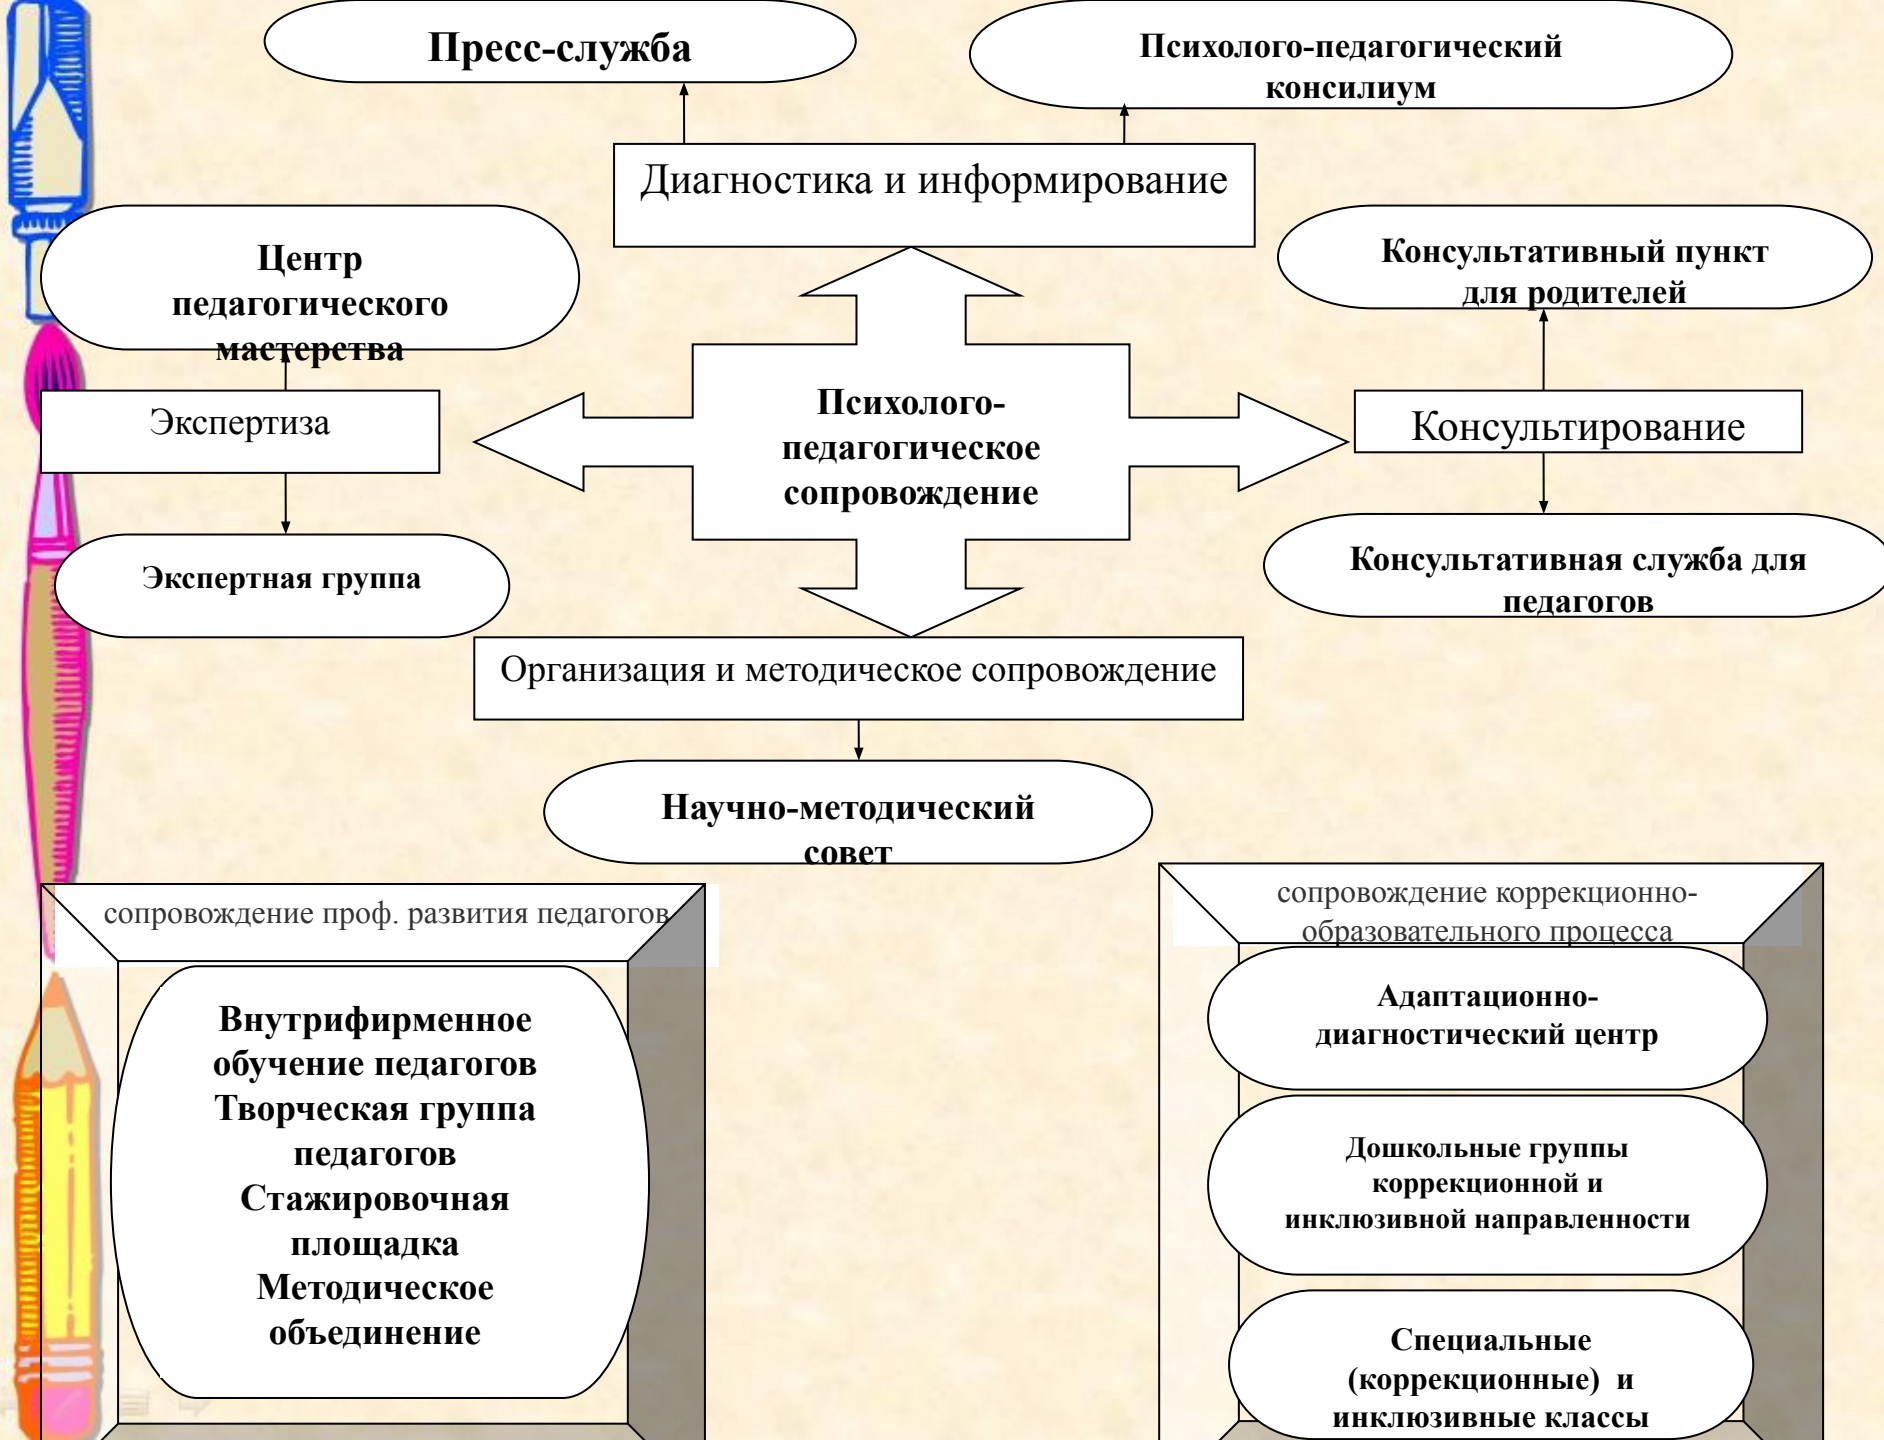 Пресс-служба
Психолого-педагогический
консилиум
Диагностика и информирование
Центр
педагогического
мастерства
Консультативный пункт
для родителей
Экспертиза
Психолого-
педагогическое
сопровождение
Консультирование
Экспертная группа
Консультативная служба для
педагогов
Организация и методическое сопровождение
Научно-методический
совет
сопровождение проф. развития педагогов
Внутрифирменное
обучение педагогов
Творческая группа
педагогов
Стажировочная
площадка
Методическое
объединение
сопровождение коррекционно-
образовательного процесса
Адаптационно-
диагностический центр
Дошкольные группы
коррекционной и
инклюзивной направленности
Специальные
(коррекционные) и
инклюзивные классы